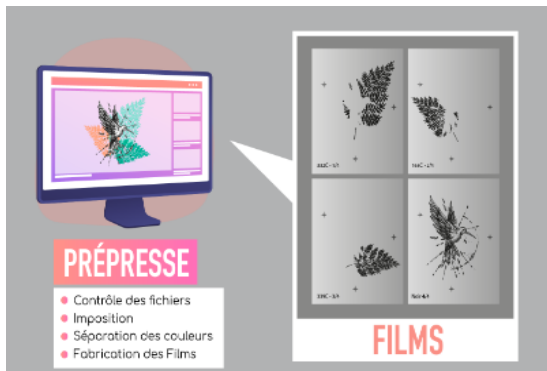 PRÉPRESSE
Contrôle des fichiers
Imposition
Séparation des couleurs
Fabrication des Films
FILMS